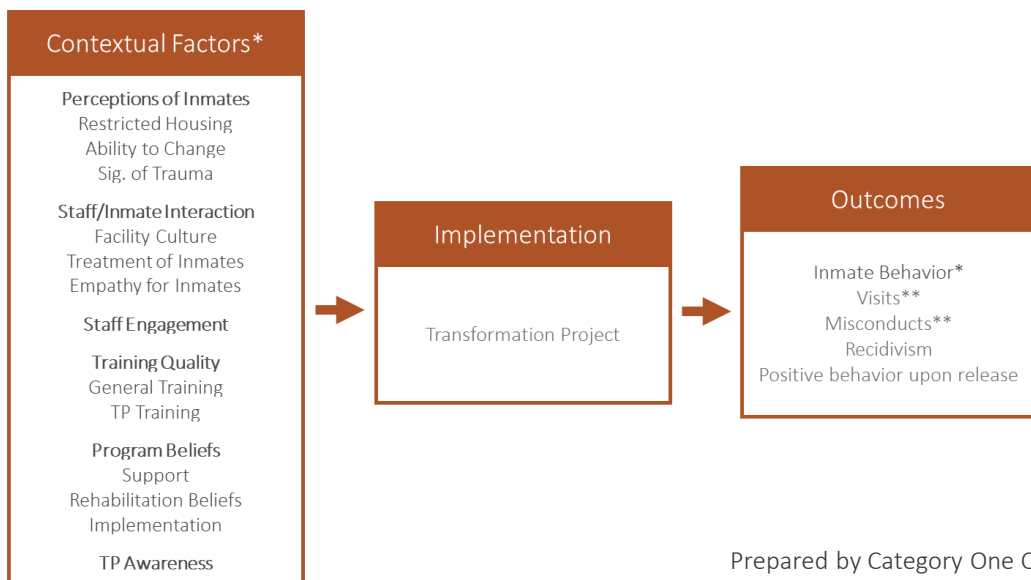 Contextual Factors*
Perceptions of Inmates
Restricted Housing
Ability to Change
Sig. of Trauma
Staff/Inmate Interaction
Facility Culture
Treatment of Inmates
Empathy for Inmates
Staff Engagement
Training Quality
General Training
TP Training
Program Beliefs
Support
Rehabilitation Beliefs
Implementation
TP Awareness
Implementation
Transformation Project
Outcomes
Inmate Behavior*
Visits**
Misconducts**
Recidivism
Positive behavior upon release
Prepared by Category One